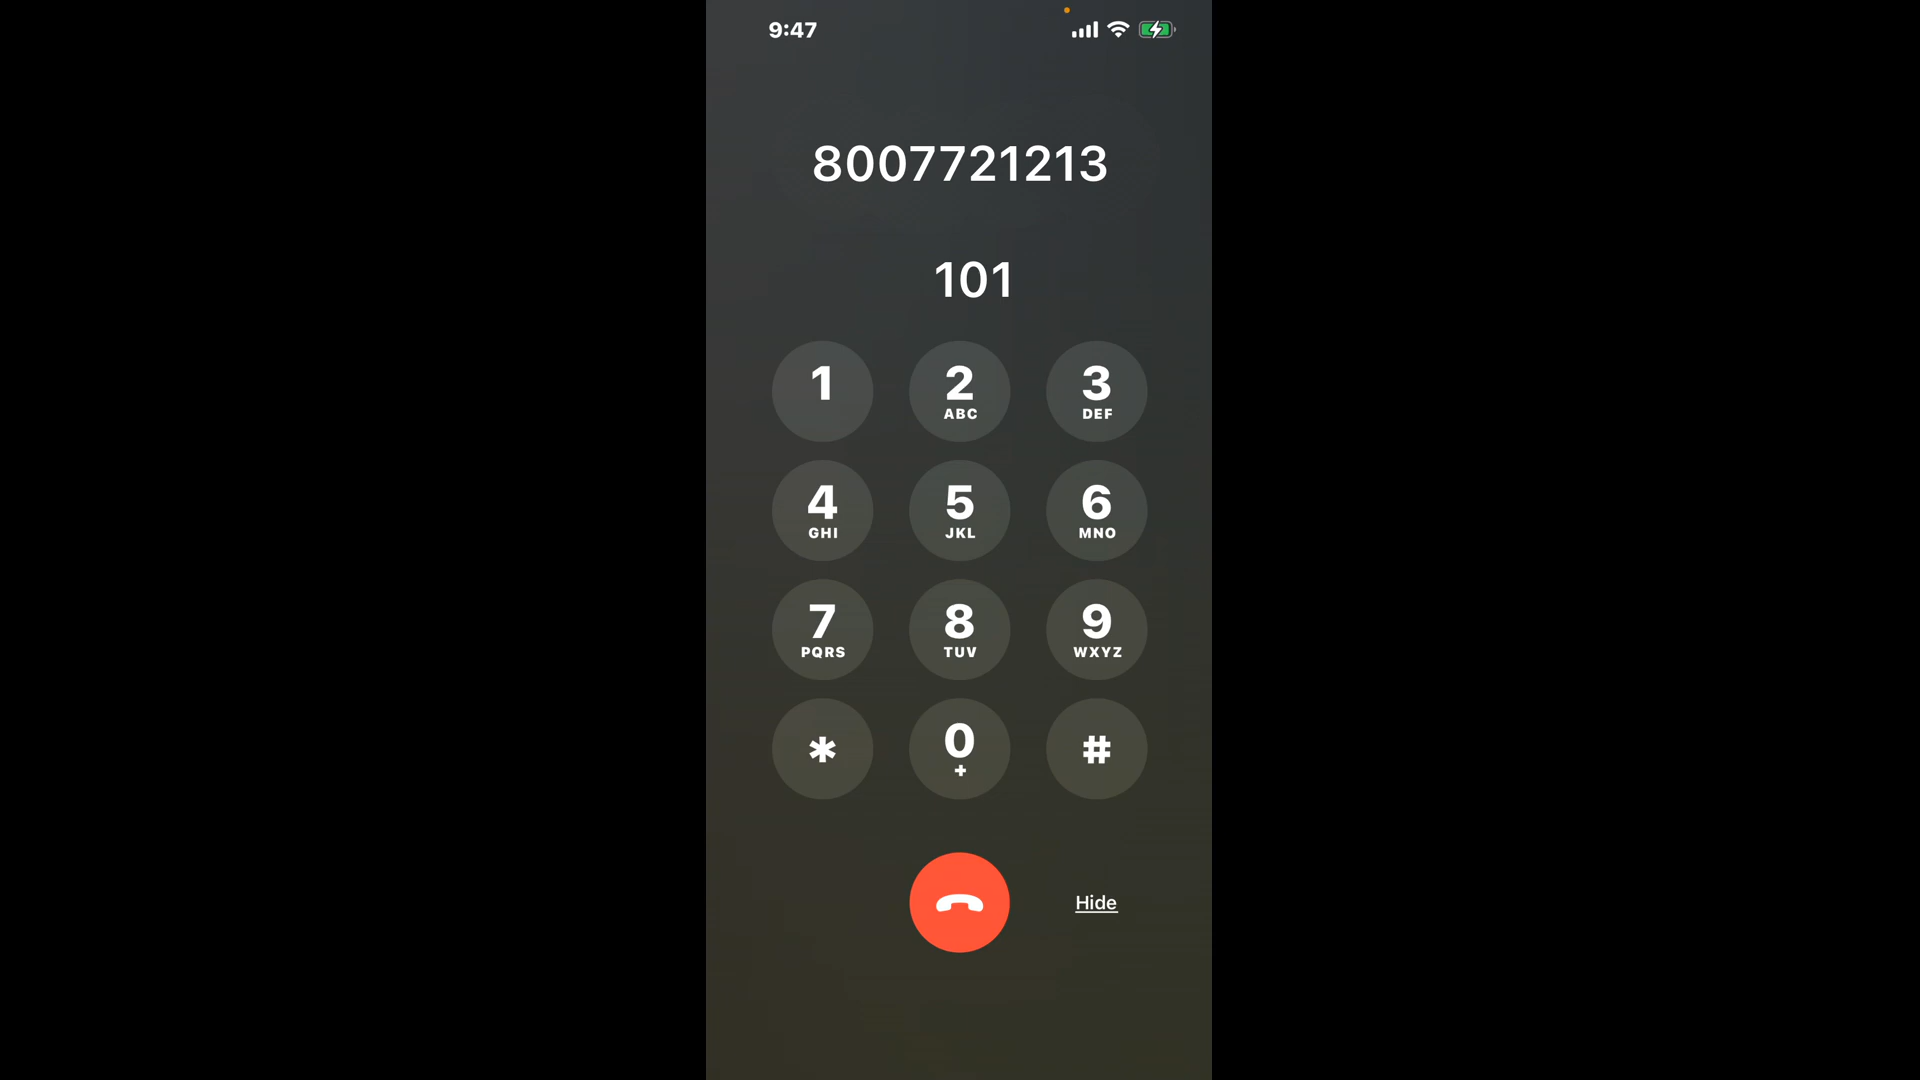 9:47
8007721213
101
1 2 3
ABC DEF
4 5 6
GHI JKL MNO
7 8 9
PQRS TUV WXYZ
* 0 #
+
Hide